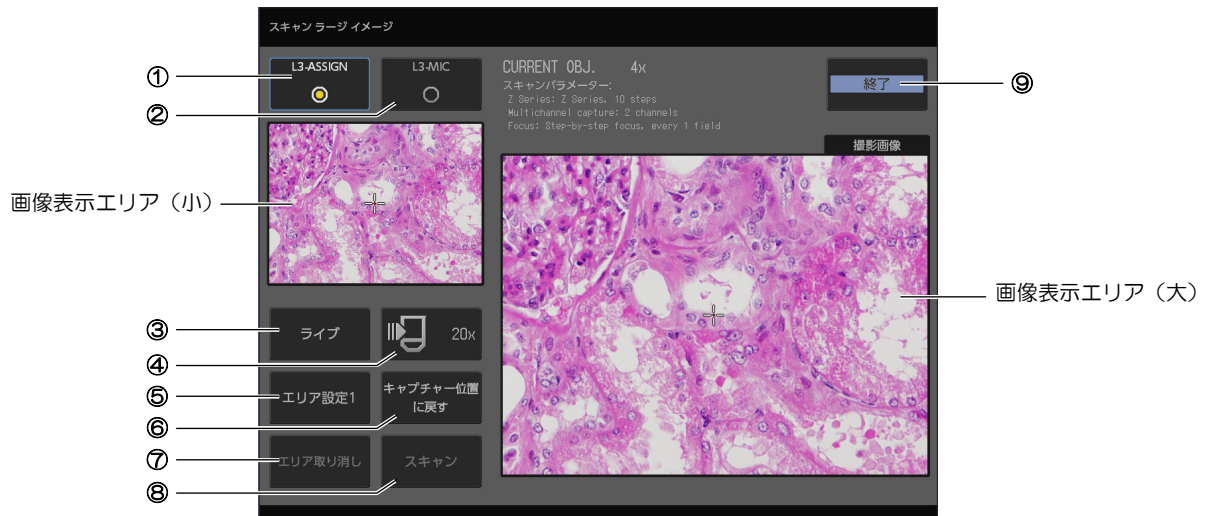 スキャン ラージ イメージ
① L3-ASSIGN
② L3-MIC
CURRENT OBJ. 4x
スキャンパラメーター:
Z Series: Z Series, 10 steps
Multichannel capture: 2 channels
Focus: Step-by-step focus, every 1 field
終了 ⑨
撮影画像
画像表示エリア（小）
画像表示エリア（大）
③ ライブ
④ 20x
⑤ エリア設定1
⑥ キャプチャー位置
に戻す
⑦ エリア取り消し
⑧ スキャン